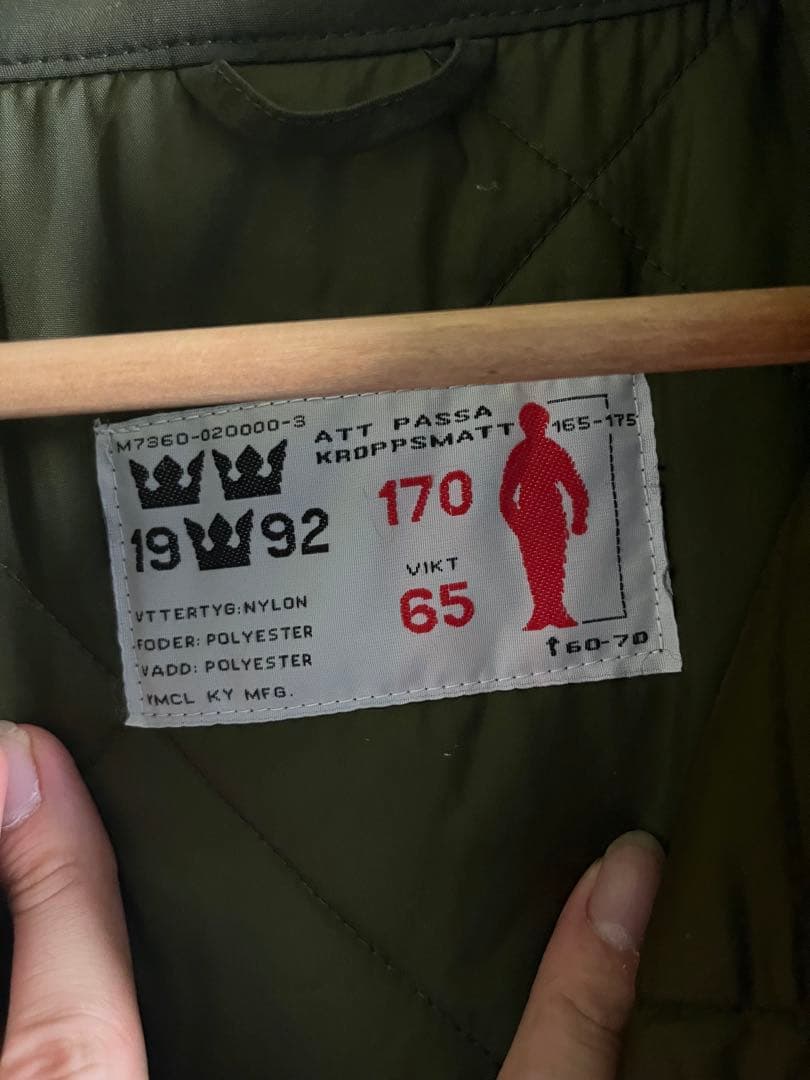 M7360-020000-3
19 92
YTTERTYG:NYLON
FODER: POLYESTER
VADD: POLYESTER
YMCL KY MFG.
ATT PASSA
KROPPSMATT
170
VIKT
65
165-175
↑60-70